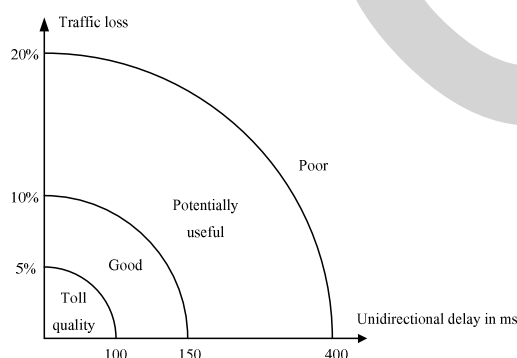 Traffic loss
20%
Poor
10%
Potentially
useful
Good
5%
Toll
quality
Unidirectional delay in ms
100 150 400